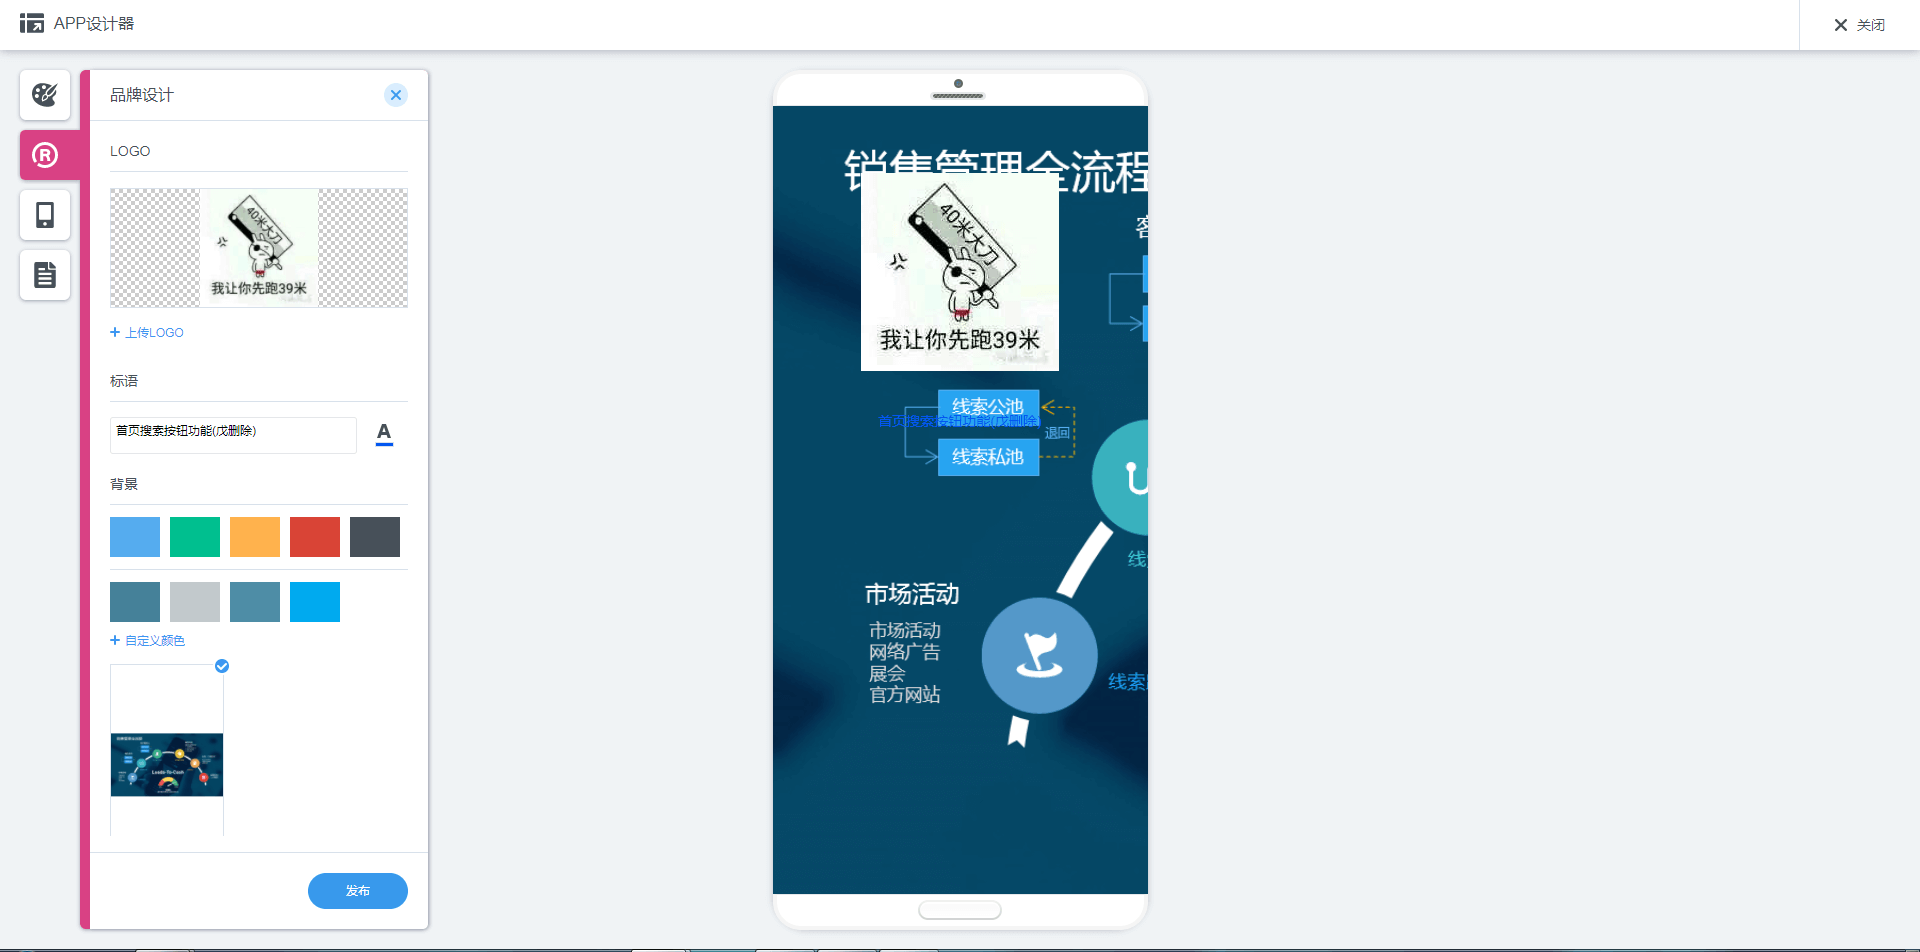 APP设计器
关闭
品牌设计
LOGO
40米大刀
我让你先跑39米
上传LOGO
标语
首页搜索按钮功能(戊删除)
A
背景
自定义颜色
Leads-To-Cash
发布
销售管理全流程
客
40米大刀
我让你先跑39米
线索公池
首页搜索按钮功能(戊删除)
退回
线索私池
市场活动
市场活动
网络广告
展会
官方网站
线索